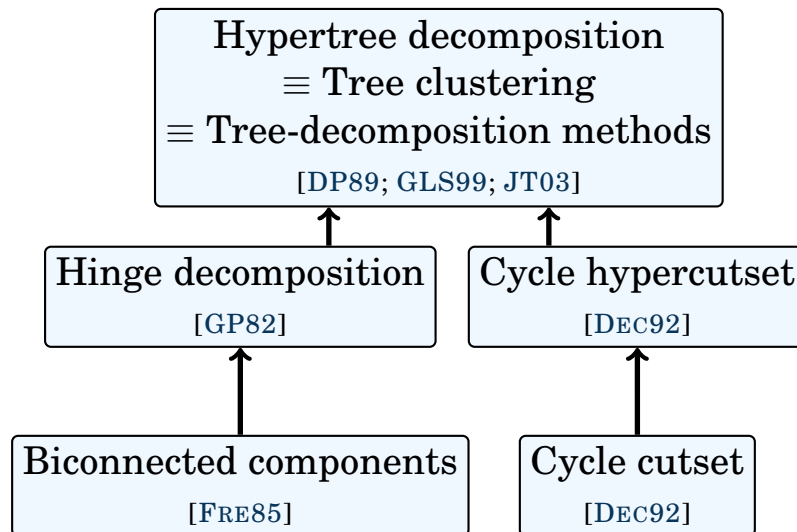 Hypertree decomposition
≡ Tree clustering
≡ Tree-decomposition methods
[DP89; GLS99; JT03]
Hinge decomposition
[GP82]
Cycle hypercutset
[DEC92]
Biconnected components
[FRE85]
Cycle cutset
[DEC92]